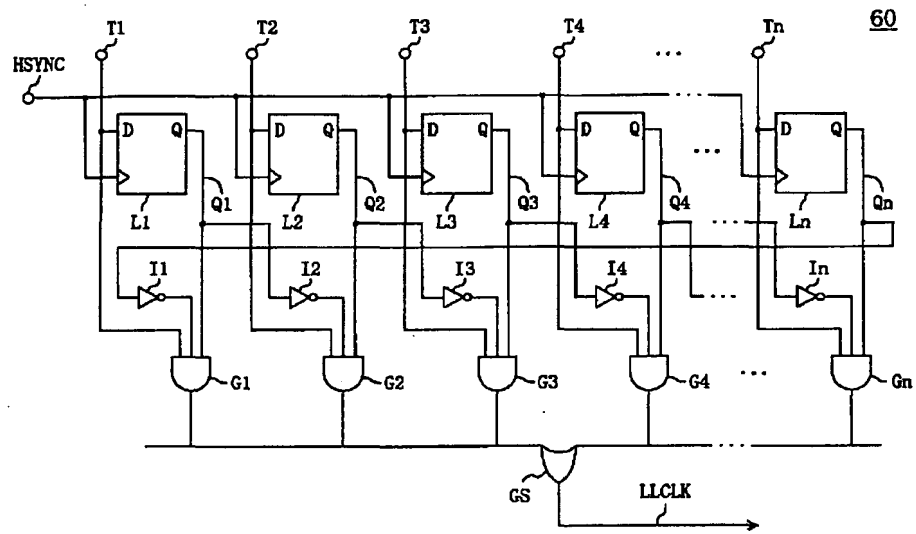 60
T1 T2 T3 T4 ... Tn
HSYNC
D Q D Q D Q D Q ... D Q
L1 Q1 L2 Q2 L3 Q3 L4 Q4 Ln Qn
I1 I2 I3 I4 In
G1 G2 G3 G4 ... Gn
GS
LLCLK